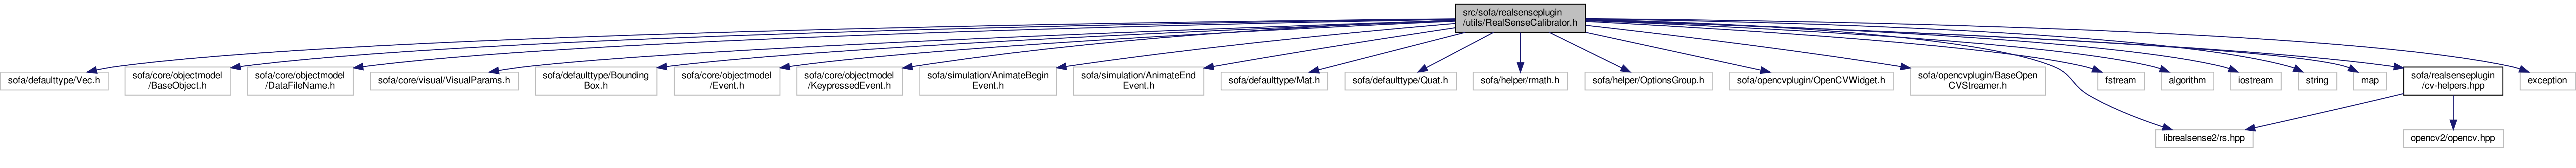 src/sofa/realsenseplugin
/utils/RealSenseCalibrator.h
sofa/defaulttype/Vec.h
sofa/core/objectmodel
/BaseObject.h
sofa/core/objectmodel
/DataFileName.h
sofa/core/visual/VisualParams.h
sofa/defaulttype/Bounding
Box.h
sofa/core/objectmodel
/Event.h
sofa/core/objectmodel
/KeypressedEvent.h
sofa/simulation/AnimateBegin
Event.h
sofa/simulation/AnimateEnd
Event.h
sofa/defaulttype/Mat.h
sofa/defaulttype/Quat.h
sofa/helper/rmath.h
sofa/helper/OptionsGroup.h
sofa/opencvplugin/OpenCVWidget.h
sofa/opencvplugin/BaseOpen
CVStreamer.h
fstream
algorithm
iostream
string
map
sofa/realsenseplugin
/cv-helpers.hpp
exception
librealsense2/rs.hpp
opencv2/opencv.hpp